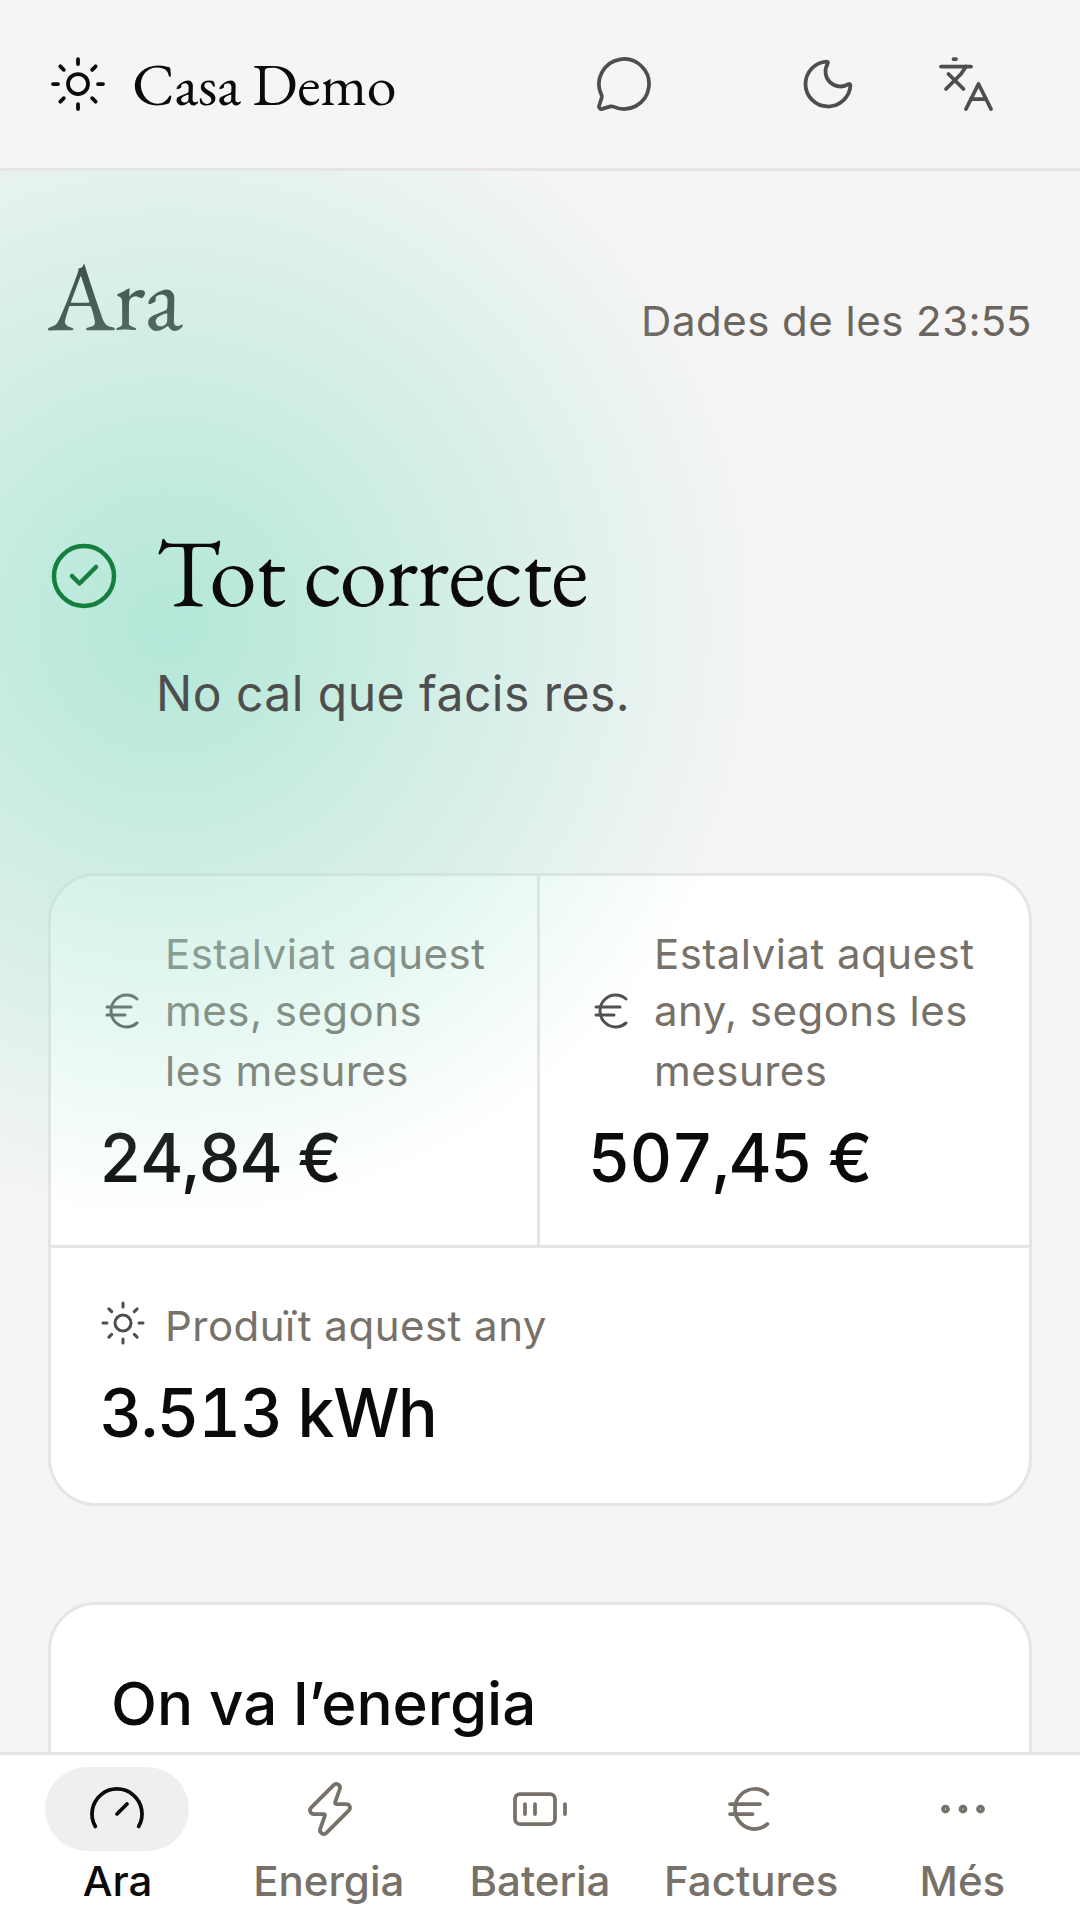 Casa Demo
Ara
Dades de les 23:55
Tot correcte
No cal que facis res.
Estalviat aquest
mes, segons
les mesures
24,84 €
Estalviat aquest
any, segons les
mesures
507,45 €
Produït aquest any
3.513 kWh
On va l’energia
Ara
Energia
Bateria
Factures
Més